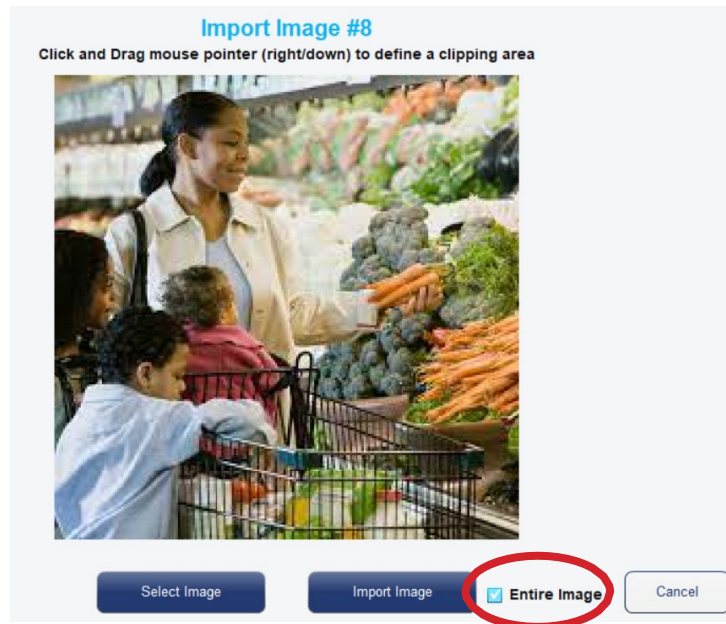 Import Image #8
Click and Drag mouse pointer (right/down) to define a clipping area
Select Image Import Image Entire Image Cancel